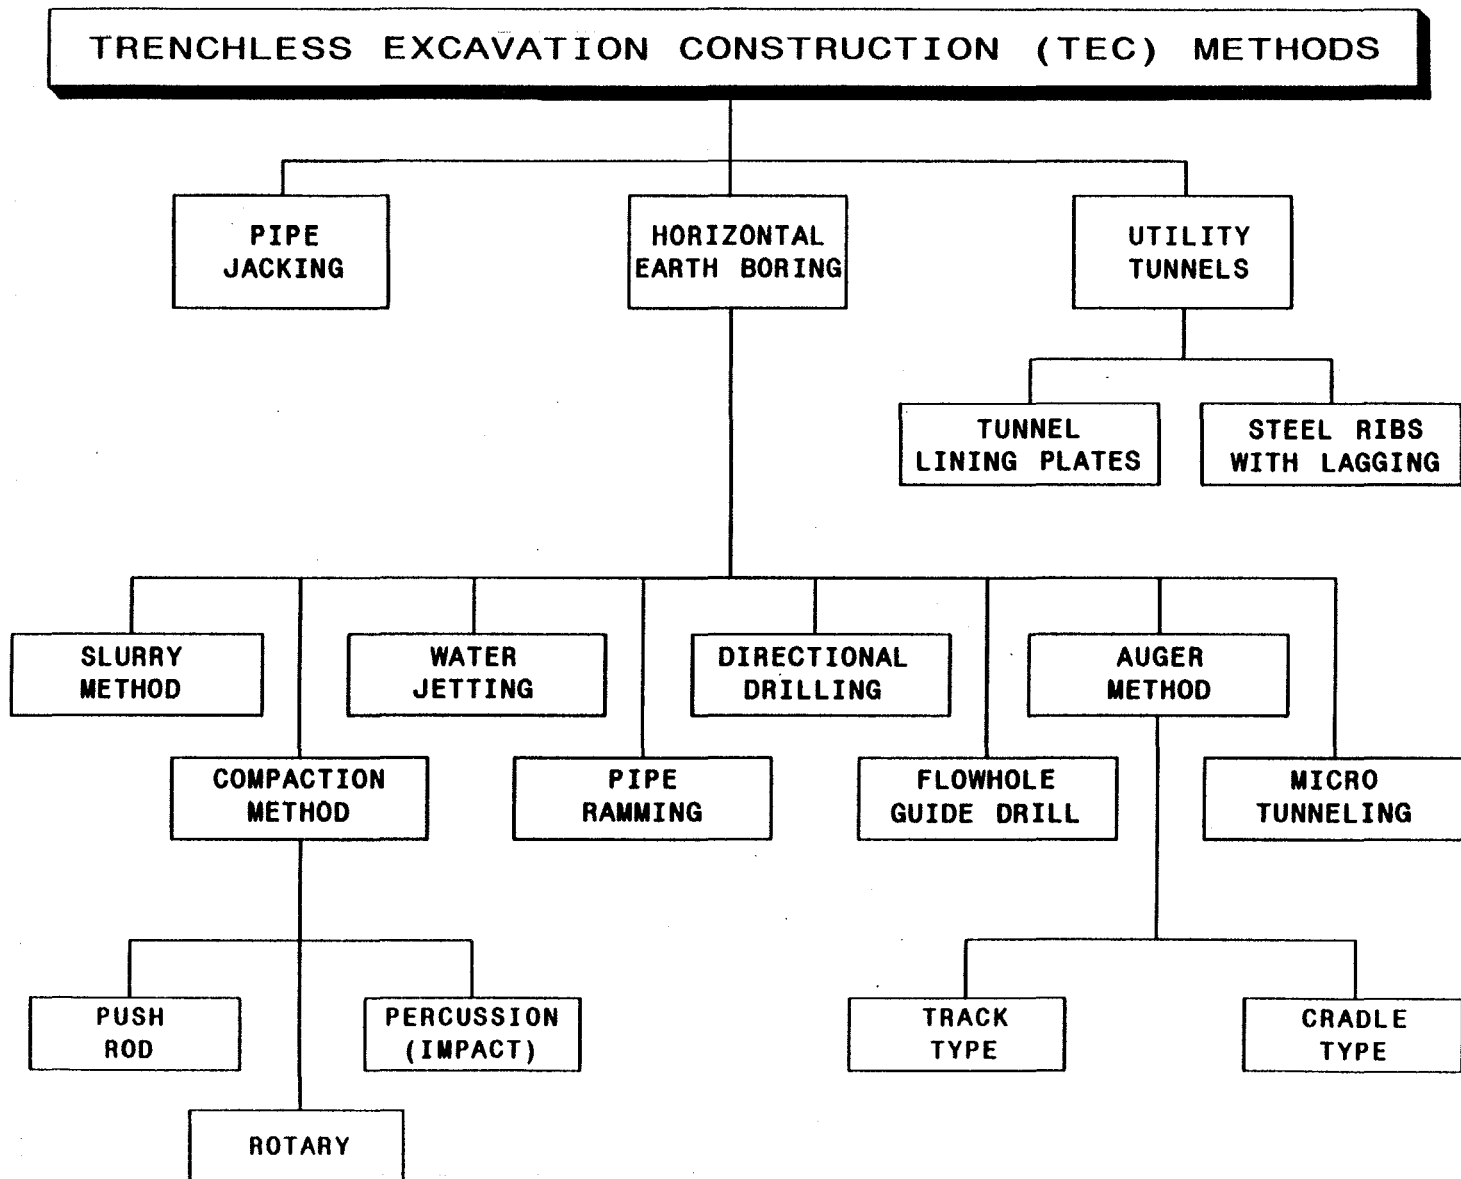 TRENCHLESS EXCAVATION CONSTRUCTION (TEC) METHODS
PIPE
JACKING
HORIZONTAL
EARTH BORING
UTILITY
TUNNELS
TUNNEL
LINING PLATES
STEEL RIBS
WITH LAGGING
SLURRY
METHOD
WATER
JETTING
DIRECTIONAL
DRILLING
AUGER
METHOD
COMPACTION
METHOD
PIPE
RAMMING
FLOWHOLE
GUIDE DRILL
MICRO
TUNNELING
PUSH
ROD
PERCUSSION
(IMPACT)
TRACK
TYPE
CRADLE
TYPE
ROTARY